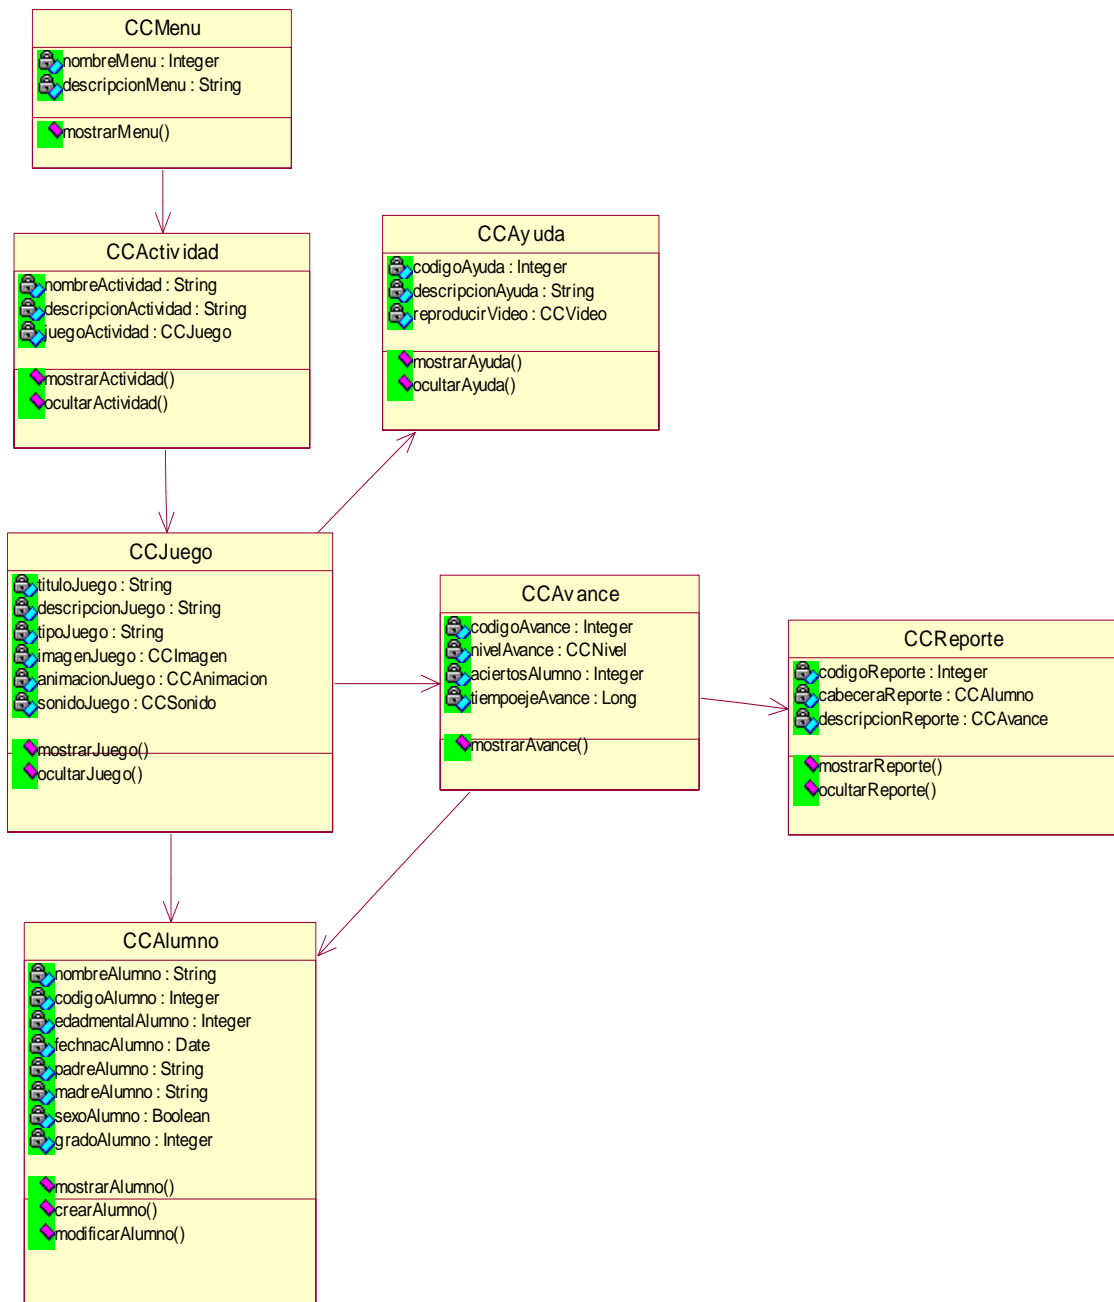 CCMenu
nombreMenu : Integer
descripcionMenu : String
mostrarMenu()
CCActividad
nombreActividad : String
descripcionActividad : String
juegoActividad : CCJuego
mostrarActividad()
ocultarActividad()
CCAyuda
codigoAyuda : Integer
descripcionAyuda : String
reproducirVideo : CCVideo
mostrarAyuda()
ocultarAyuda()
CCJuego
tituloJuego : String
descripcionJuego : String
tipoJuego : String
imagenJuego : CCImagen
animacionJuego : CCAnimacion
sonidoJuego : CCSonido
mostrarJuego()
ocultarJuego()
CCAvance
codigoAvance : Integer
nivelAvance : CCNivel
aciertosAlumno : Integer
tiempoejeAvance : Long
mostrarAvance()
CCReporte
codigoReporte : Integer
cabeceraReporte : CCAlumno
descripcionReporte : CCAvance
mostrarReporte()
ocultarReporte()
CCAlumno
nombreAlumno : String
codigoAlumno : Integer
edadmentalAlumno : Integer
fechnacAlumno : Date
padreAlumno : String
madreAlumno : String
sexoAlumno : Boolean
gradoAlumno : Integer
mostrarAlumno()
crearAlumno()
modificarAlumno()